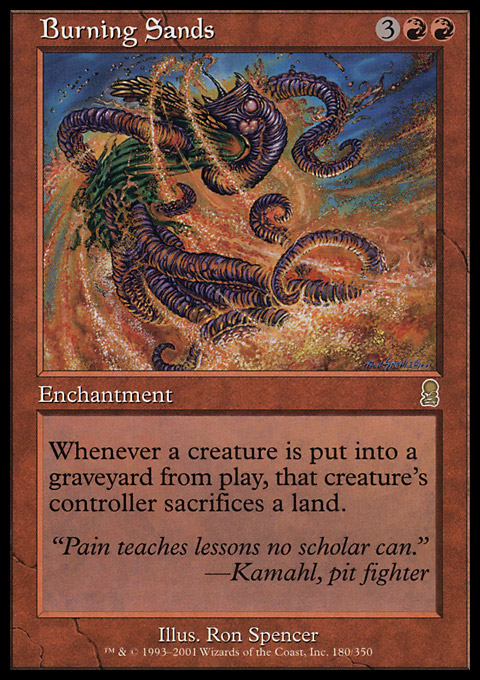 Burning Sands 3
Enchantment
Whenever a creature is put into a
graveyard from play, that creature's
controller sacrifices a land.
“Pain teaches lessons no scholar can.”
—Kamahl, pit fighter
Illus. Ron Spencer
™ & © 1993–2001 Wizards of the Coast, Inc. 180/350